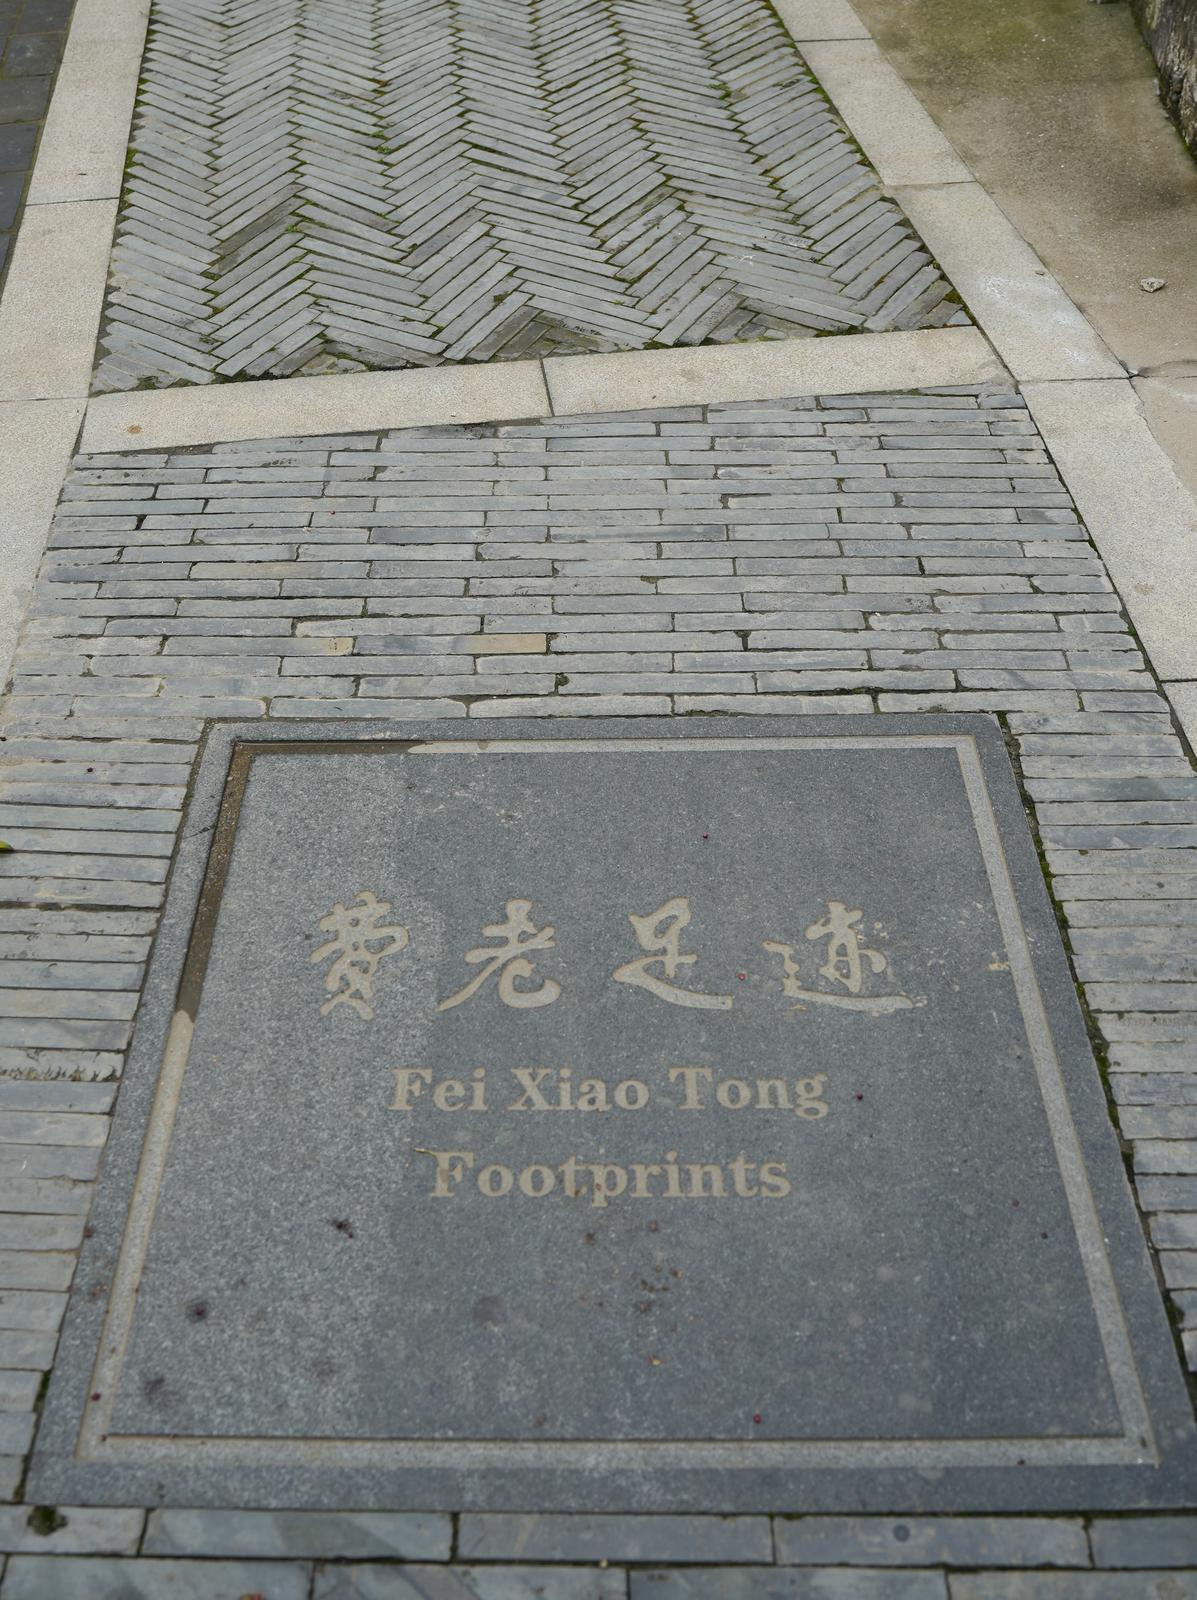 费老足迹
Fei Xiao Tong
Footprints